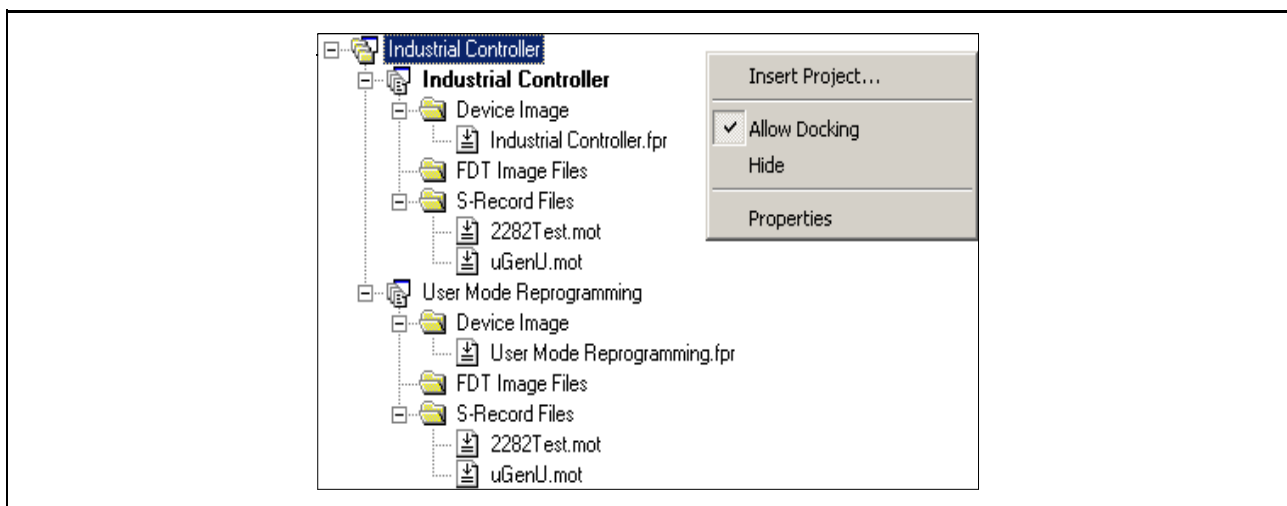 Industrial Controller
Industrial Controller
Device Image
Industrial Controller.fpr
FDT Image Files
S-Record Files
2282Test.mot
uGenU.mot
User Mode Reprogramming
Device Image
User Mode Reprogramming.fpr
FDT Image Files
S-Record Files
2282Test.mot
uGenU.mot
Insert Project...
Allow Docking
Hide
Properties